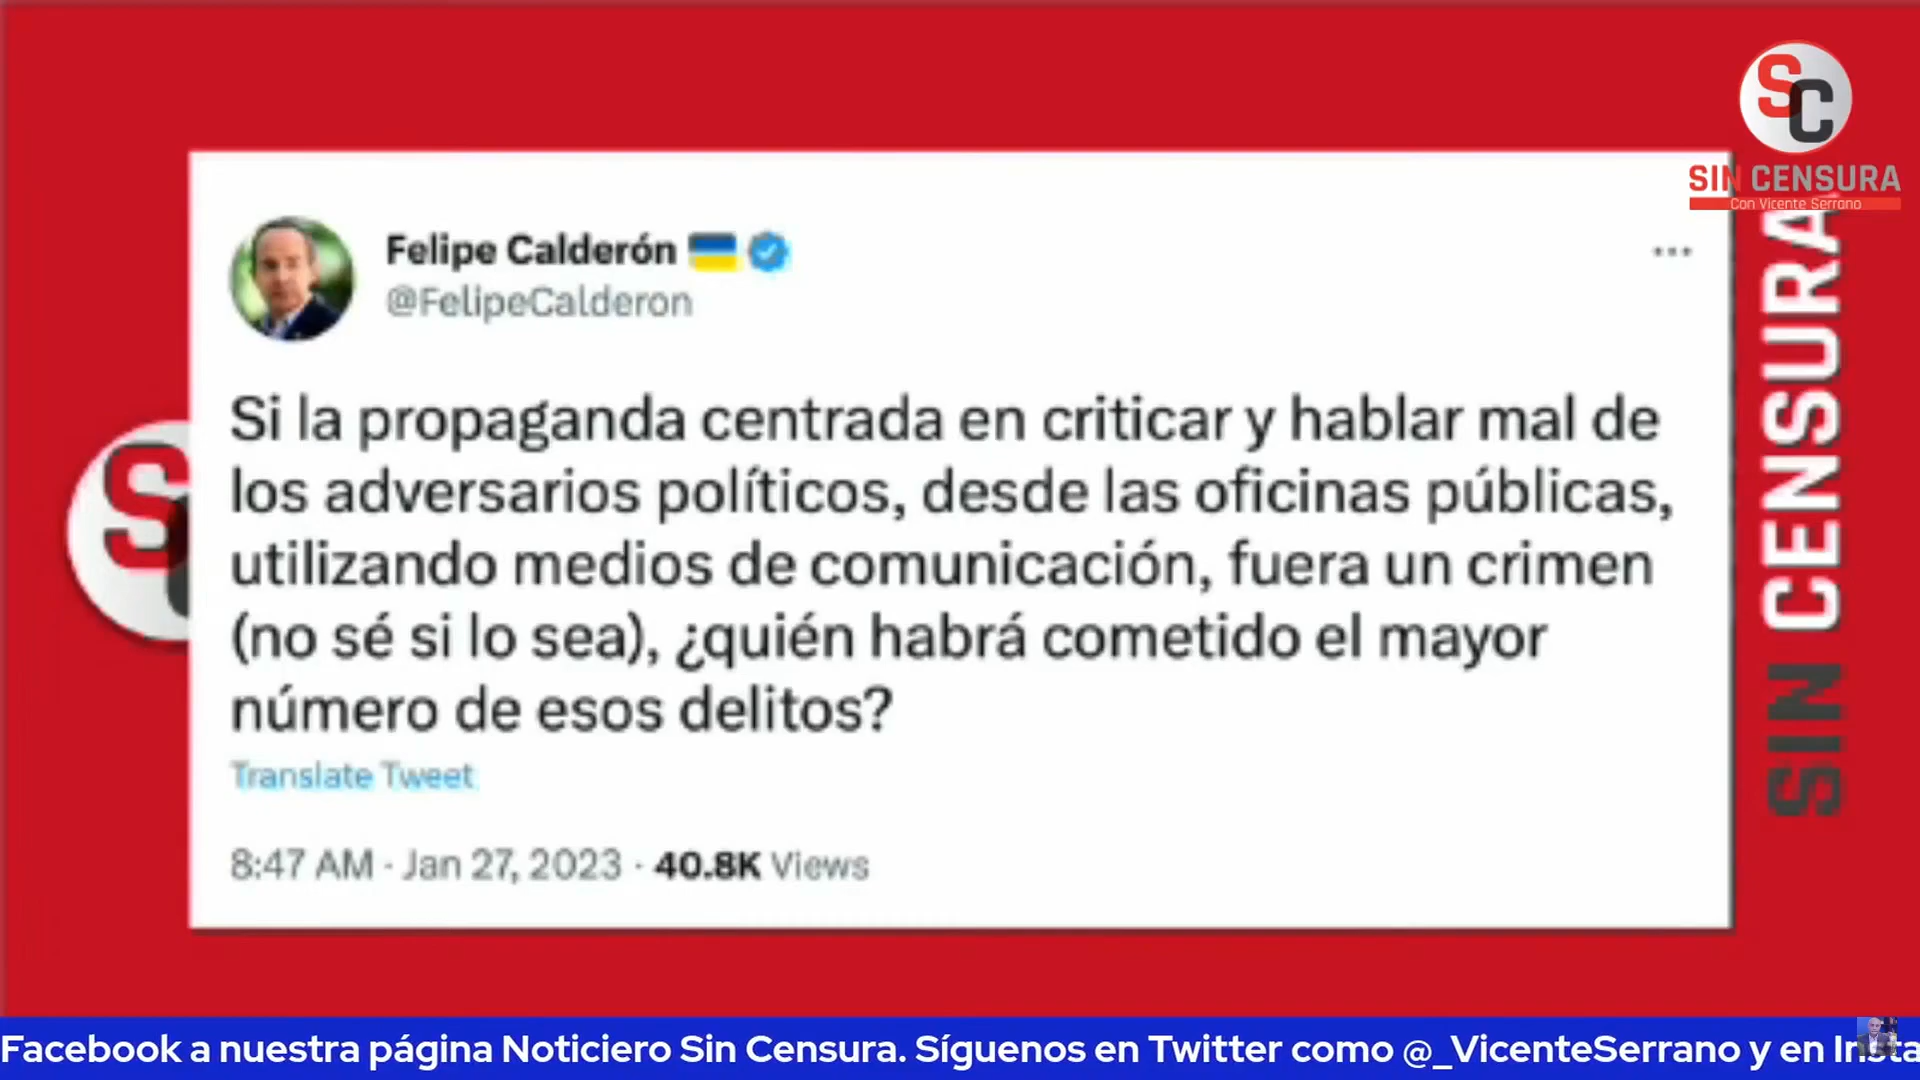 SC
SIN CENSURA
Con Vicente Serrano
Felipe Calderón
@FelipeCalderon
Si la propaganda centrada en criticar y hablar mal de
los adversarios políticos, desde las oficinas públicas,
utilizando medios de comunicación, fuera un crimen
(no sé si lo sea), ¿quién habrá cometido el mayor
número de esos delitos?
Translate Tweet
8:47 AM · Jan 27, 2023 · 40.8K Views
SIN CENSURA
Facebook a nuestra página Noticiero Sin Censura. Síguenos en Twitter como @_VicenteSerrano y en Insta